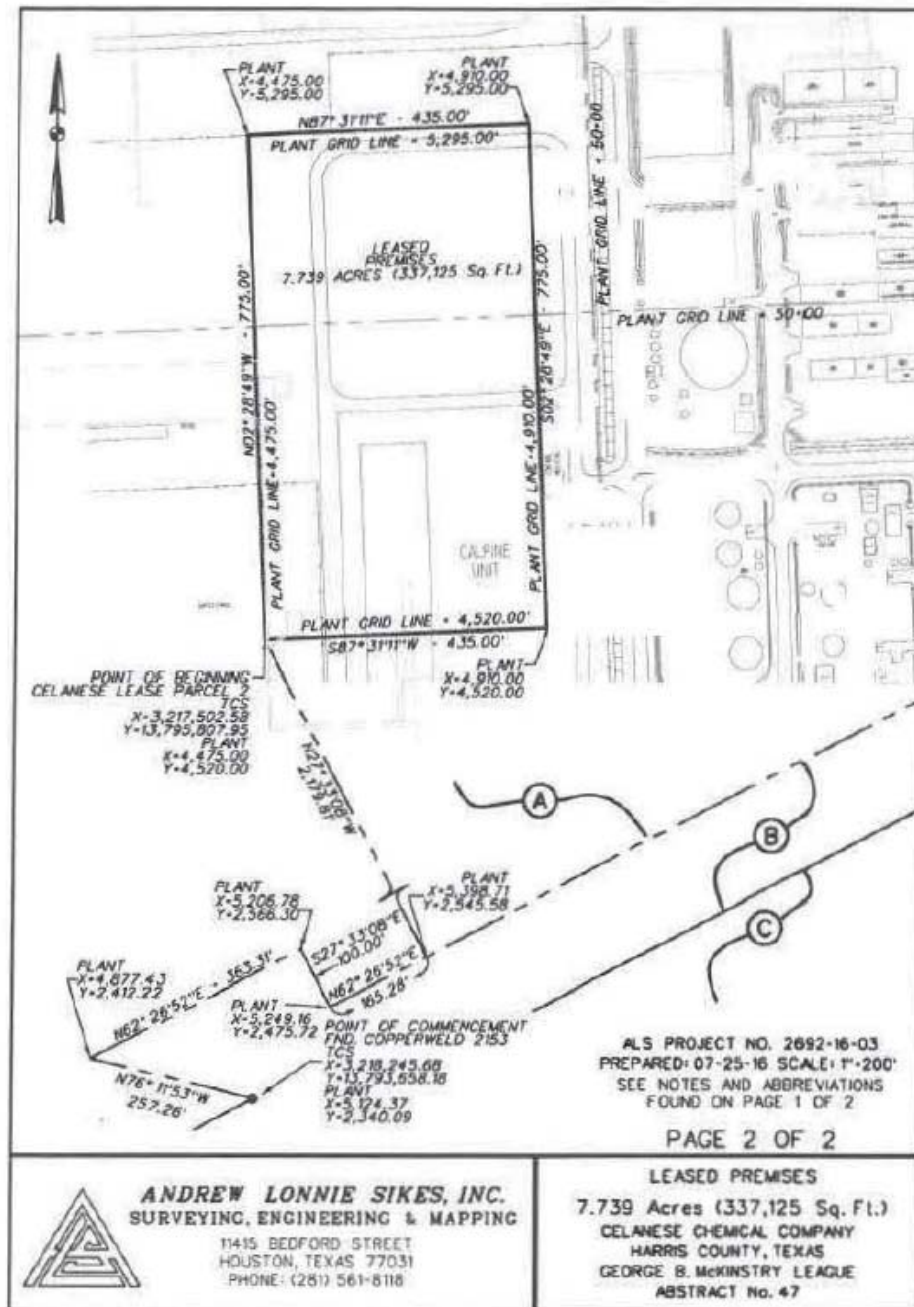 PLANT
X=4,475.00
Y=5,295.00
PLANT
X=4,910.00
Y=5,295.00
N87° 31'11"E - 435.00'
PLANT GRID LINE = 5,295.00'
PLANT GRID LINE = 50+00
LEASED
PREMISES
7.739 ACRES (337,125 Sq. Ft.)
N02° 28'49"W - 775.00'
S02° 28'49"E - 775.00'
PLANT GRID LINE = 50+00
PLANT GRID LINE=4,475.00'
PLANT GRID LINE=4,910.00'
CALPINE
UNIT
PLANT GRID LINE = 4,520.00'
S87° 31'11"W - 435.00'
PLANT
X=4,910.00
Y=4,520.00
POINT OF BEGINNING
CELANESE LEASE PARCEL 2
TCS
X=3,217,502.58
Y=13,795,807.95
PLANT
X=4,475.00
Y=4,520.00
N27° 33'08"W
2,179.81'
A
B
C
PLANT
X=5,206.78
Y=2,566.30
PLANT
X=5,398.71
Y=2,545.58
S27° 33'08"E
100.00'
N62° 26'52"E
165.28'
PLANT
X=4,877.43
Y=2,412.22
N62° 26'52"E - 363.31'
PLANT
X=5,249.16
Y=2,475.72
POINT OF COMMENCEMENT
FND. COPPERWELD 2153
TCS
X=3,218,245.68
Y=13,793,658.18
PLANT
X=5,124.37
Y=2,340.09
N76° 11'53"W
257.26'
ALS PROJECT NO. 2692-16-03
PREPARED: 07-25-16 SCALE: 1"=200'
SEE NOTES AND ABBREVIATIONS
FOUND ON PAGE 1 OF 2
PAGE 2 OF 2
ANDREW LONNIE SIKES, INC.
SURVEYING, ENGINEERING & MAPPING
11415 BEDFORD STREET
HOUSTON, TEXAS 77031
PHONE: (281) 561-8118
LEASED PREMISES
7.739 Acres (337,125 Sq. Ft.)
CELANESE CHEMICAL COMPANY
HARRIS COUNTY, TEXAS
GEORGE B. McKINSTRY LEAGUE
ABSTRACT No. 47